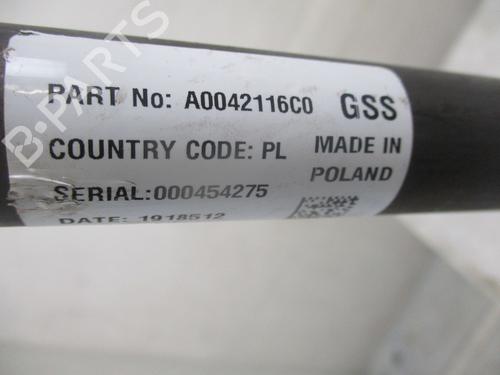 PART No: A0042116C0 GSS
COUNTRY CODE: PL MADE IN
POLAND
SERIAL:000454275
DATE: 1918512
B-PARTS